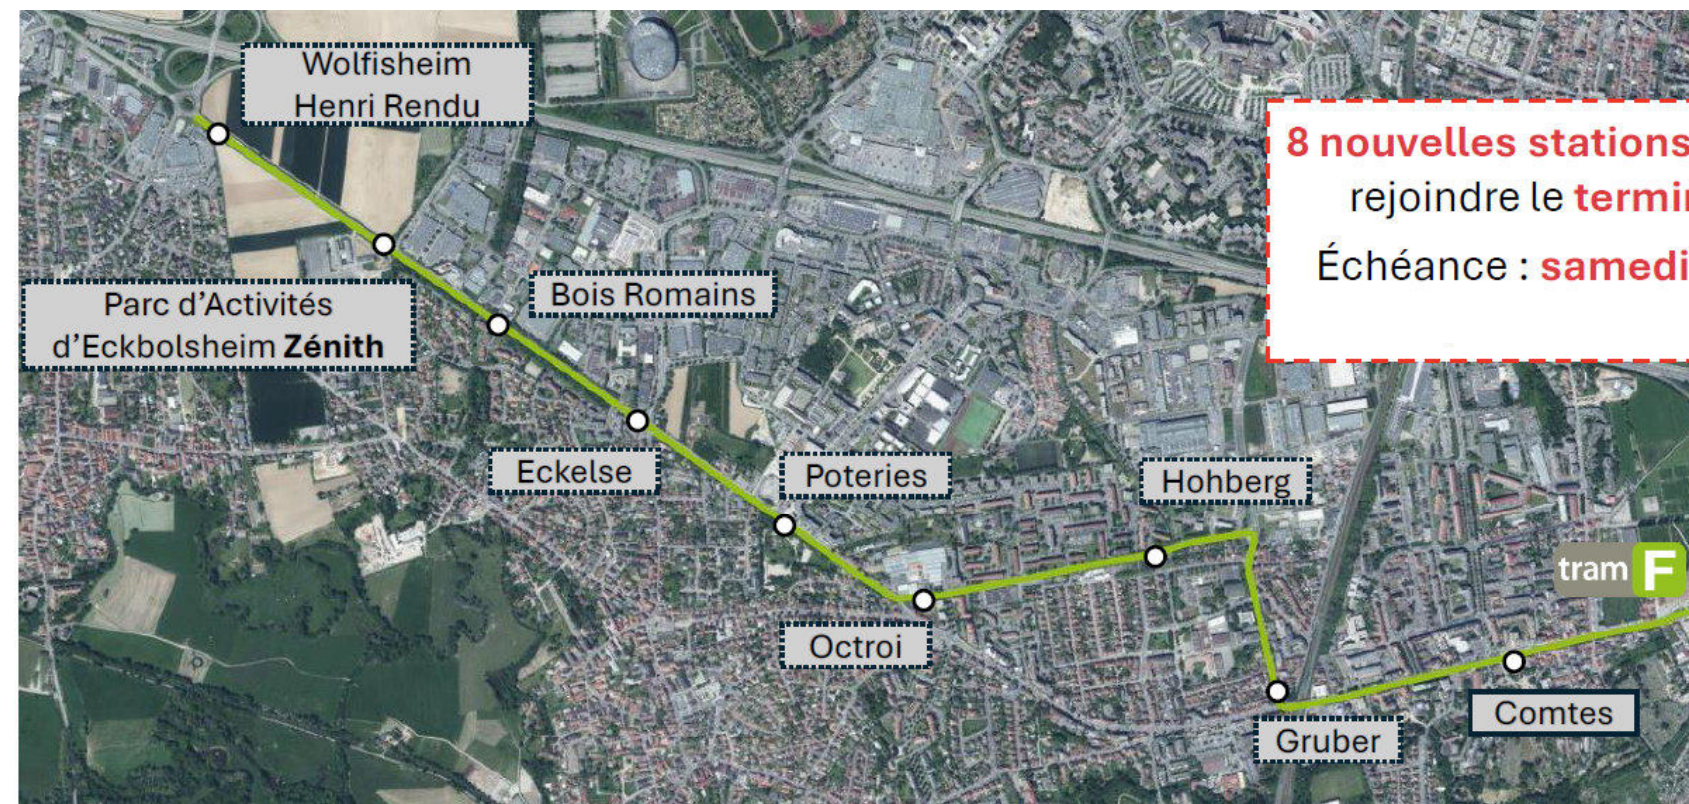 Wolfisheim
Henri Rendu
8 nouvelles stations
rejoindre le
Échéance : samedi
Parc d’Activités
d’Eckbolsheim Zénith
Bois Romains
Eckelse
Poteries
Hohberg
tram F
Octroi
Comtes
Gruber